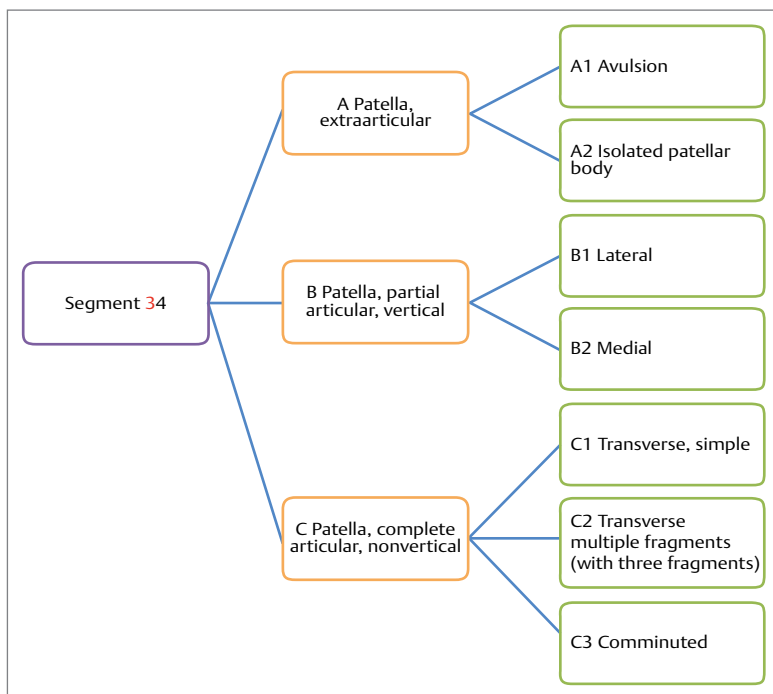 Segment 34
A Patella,
extraarticular
A1 Avulsion
A2 Isolated patellar
body
B Patella, partial
articular, vertical
B1 Lateral
B2 Medial
C Patella, complete
articular, nonvertical
C1 Transverse, simple
C2 Transverse
multiple fragments
(with three fragments)
C3 Comminuted